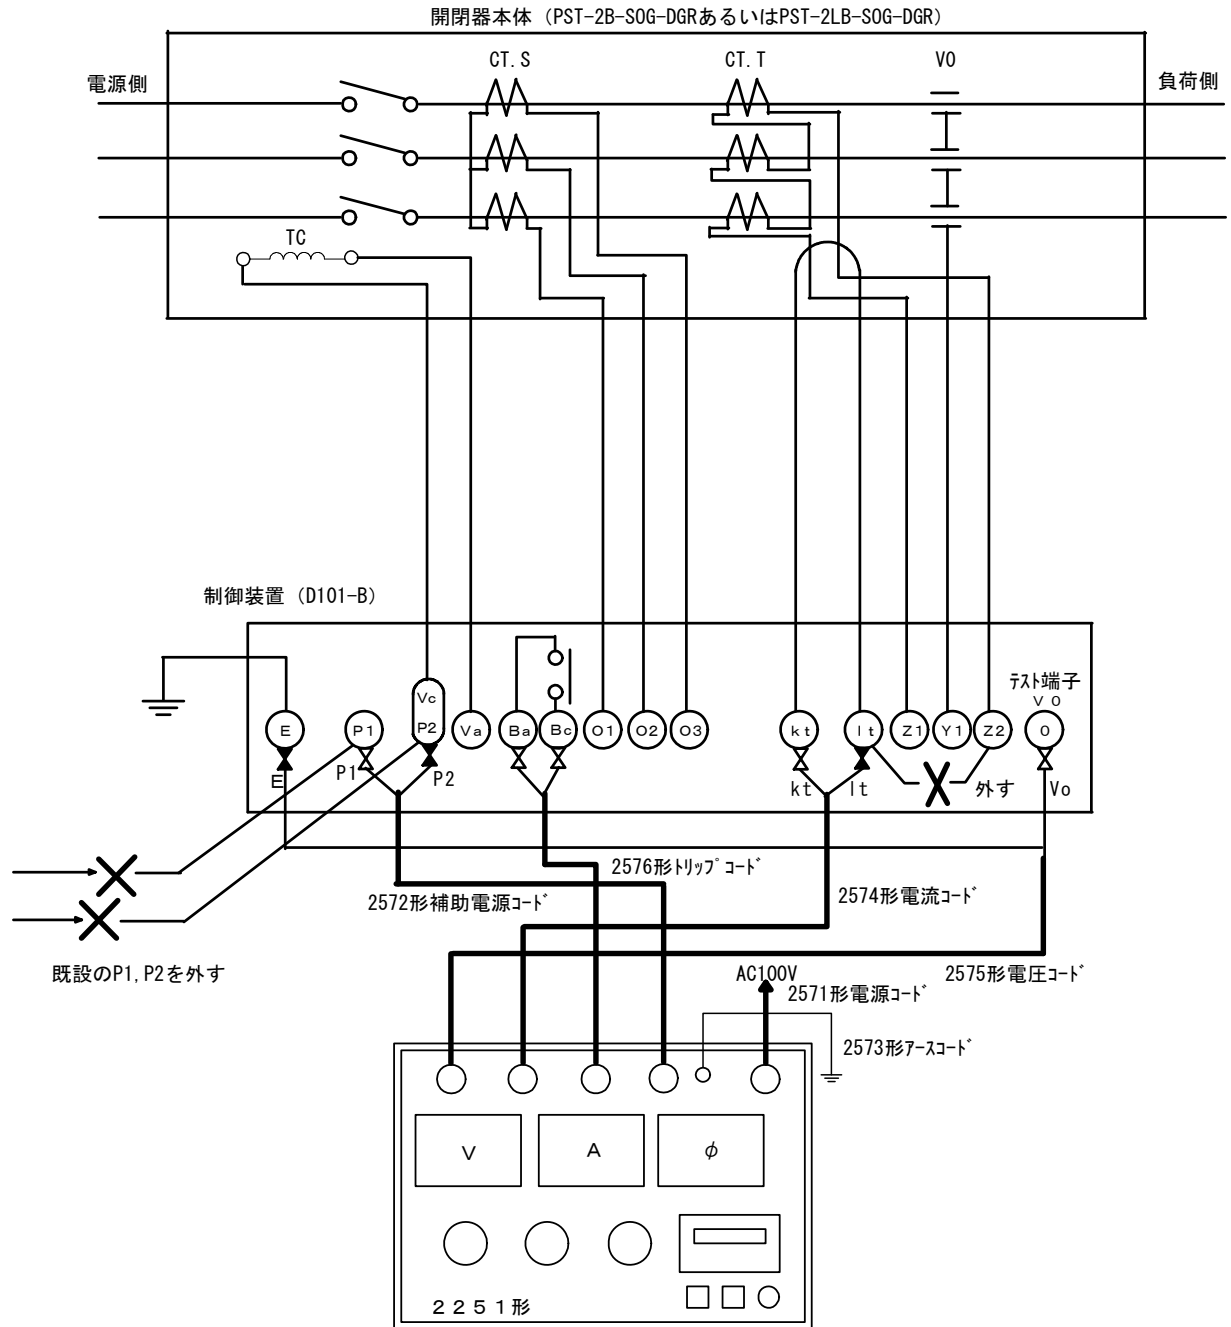 開閉器本体（PST-2B-SOG-DGRあるいはPST-2LB-SOG-DGR）
電源側
CT.S
CT.T
VO
負荷側
TC
制御装置（D101-B）
テスト端子
VO
E
P1
Vc
P2
Va
Ba
Bc
O1
O2
O3
kt
lt
Z1
Y1
Z2
O
E
P1
P2
kt
lt
外す
Vo
2576形トリップコード
2572形補助電源コード
2574形電流コード
既設のP1,P2を外す
AC100V
2571形電源コード
2575形電圧コード
2573形アースコード
V
A
φ
2251形